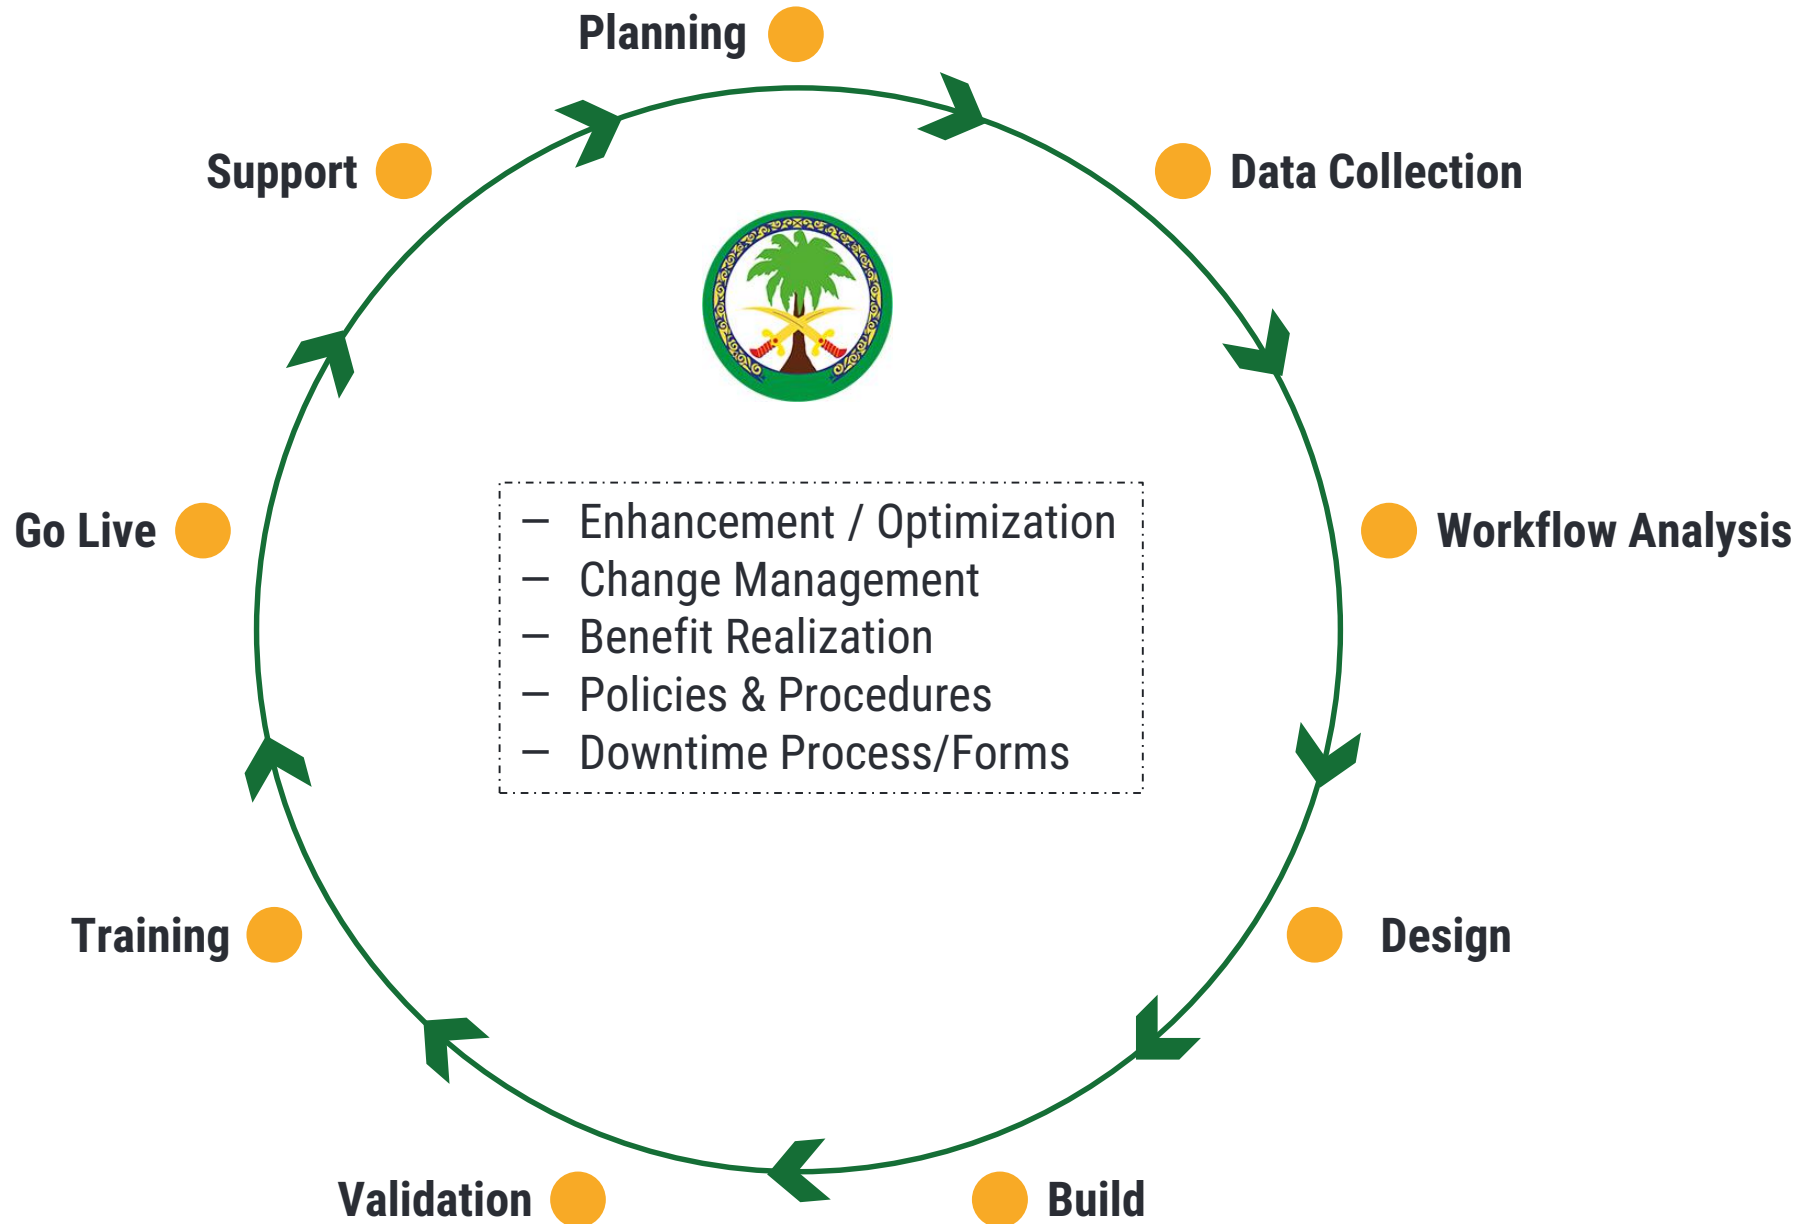 Planning
Data Collection
Workflow Analysis
Design
Build
Validation
Training
Go Live
Support
– Enhancement / Optimization
– Change Management
– Benefit Realization
– Policies & Procedures
– Downtime Process/Forms